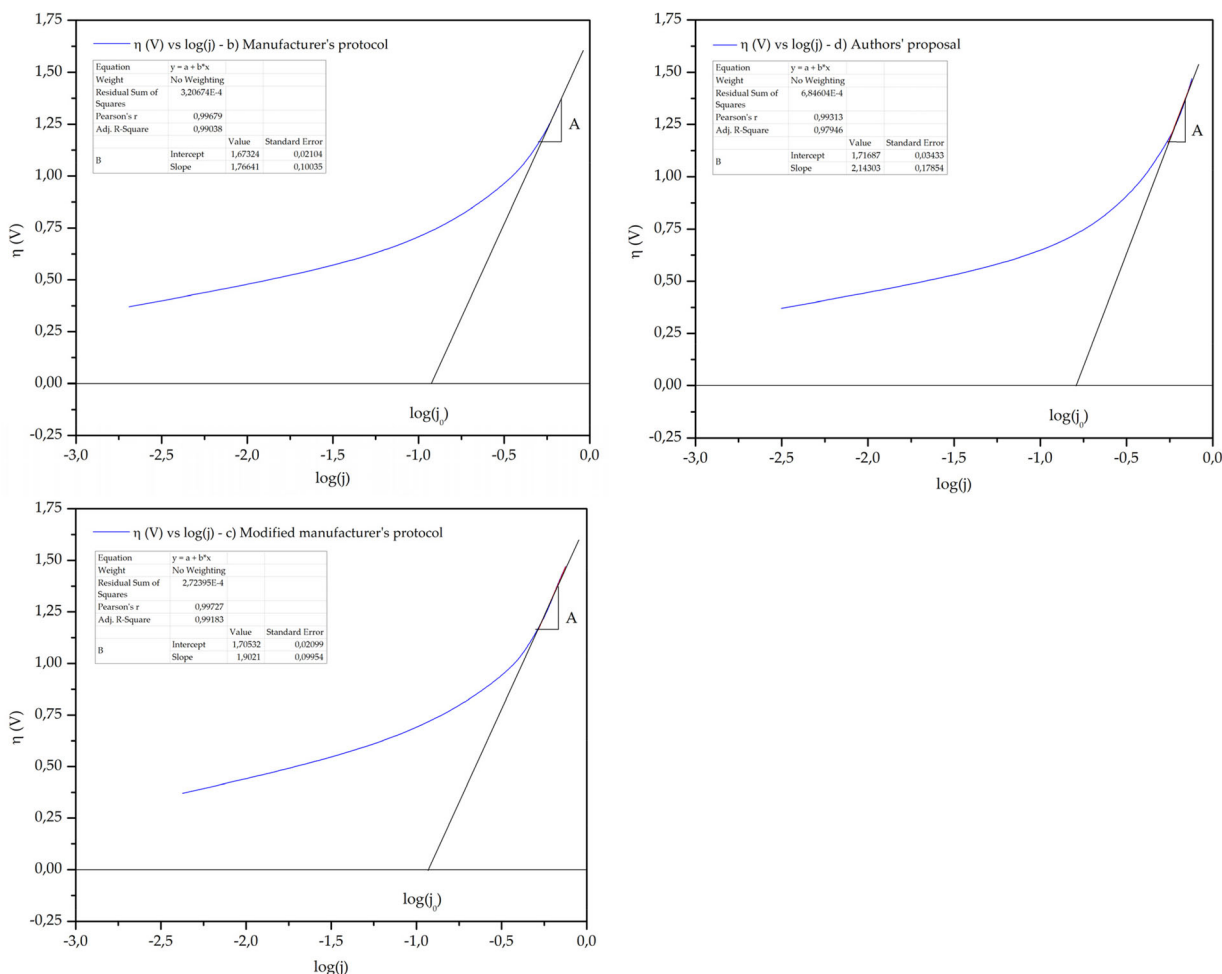 η (V) vs log(j) - b) Manufacturer's protocol
Equation y = a + b*x
Weight No Weighting
Residual Sum of Squares 3,20674E-4
Pearson's r 0,99679
Adj. R-Square 0,99038
Value Standard Error
B Intercept 1,67324 0,02104
Slope 1,76641 0,10035
A
1,75
1,50
1,25
1,00
0,75
0,50
0,25
0,00
-0,25
η (V)
log(j0)
-3,0 -2,5 -2,0 -1,5 -1,0 -0,5 0,0
log(j)
η (V) vs log(j) - d) Authors' proposal
Equation y = a + b*x
Weight No Weighting
Residual Sum of Squares 6,84604E-4
Pearson's r 0,99313
Adj. R-Square 0,97946
Value Standard Error
B Intercept 1,71687 0,03433
Slope 2,14303 0,17854
A
1,75
1,50
1,25
1,00
0,75
0,50
0,25
0,00
-0,25
η (V)
log(j0)
-3,0 -2,5 -2,0 -1,5 -1,0 -0,5 0,0
log(j)
η (V) vs log(j) - c) Modified manufacturer's protocol
Equation y = a + b*x
Weight No Weighting
Residual Sum of Squares 2,72395E-4
Pearson's r 0,99727
Adj. R-Square 0,99183
Value Standard Error
B Intercept 1,70532 0,02099
Slope 1,9021 0,09954
A
1,75
1,50
1,25
1,00
0,75
0,50
0,25
0,00
-0,25
η (V)
log(j0)
-3,0 -2,5 -2,0 -1,5 -1,0 -0,5 0,0
log(j)